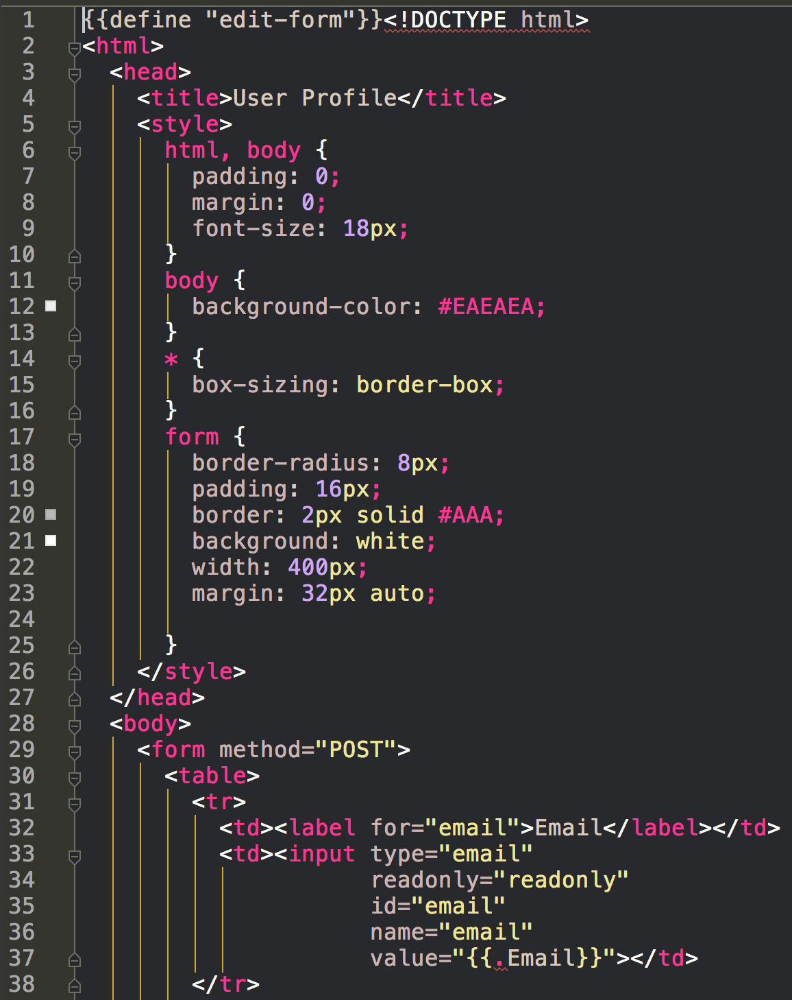 1 {{define "edit-form"}}<!DOCTYPE html>
2 <html>
3   <head>
4     <title>User Profile</title>
5     <style>
6       html, body {
7         padding: 0;
8         margin: 0;
9         font-size: 18px;
10       }
11       body {
12         background-color: #EAEAEA;
13       }
14       * {
15         box-sizing: border-box;
16       }
17       form {
18         border-radius: 8px;
19         padding: 16px;
20         border: 2px solid #AAA;
21         background: white;
22         width: 400px;
23         margin: 32px auto;
24
25       }
26     </style>
27   </head>
28   <body>
29     <form method="POST">
30       <table>
31         <tr>
32           <td><label for="email">Email</label></td>
33           <td><input type="email"
34                      readonly="readonly"
35                      id="email"
36                      name="email"
37                      value="{{.Email}}"></td>
38         </tr>